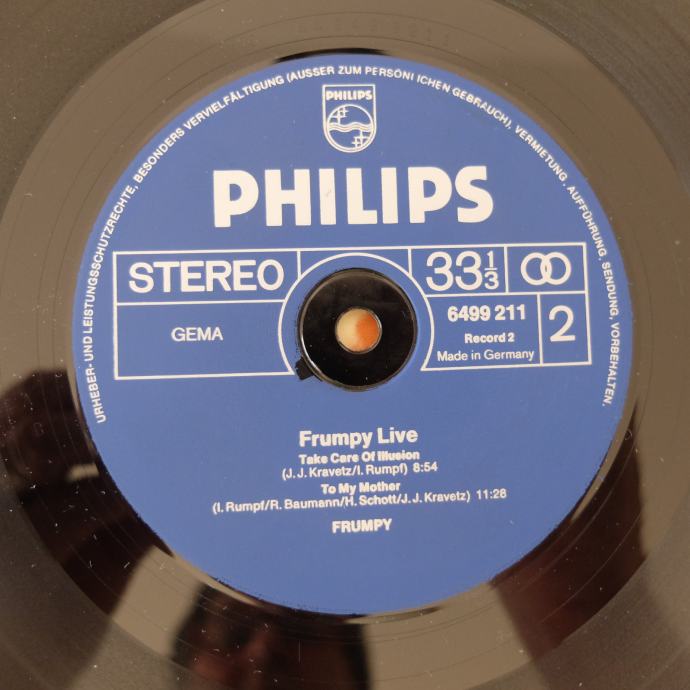 URHEBER- UND LEISTUNGSSCHUTZRECHTE, BESONDERS VERVIELFÄLTIGUNG (AUSSER ZUM PERSÖNLICHEN GEBRAUCH), VERMIETUNG, AUFFÜHRUNG, SENDUNG, VORBEHALTEN.
PHILIPS
PHILIPS
STEREO
33⅓
GEMA
6499 211
Record 2
Made in Germany
2
Frumpy Live
Take Care Of Illusion
(J. J. Kravetz/I. Rumpf) 8:54
To My Mother
(I. Rumpf/R. Baumann/H. Schott/J. J. Kravetz) 11:28
FRUMPY